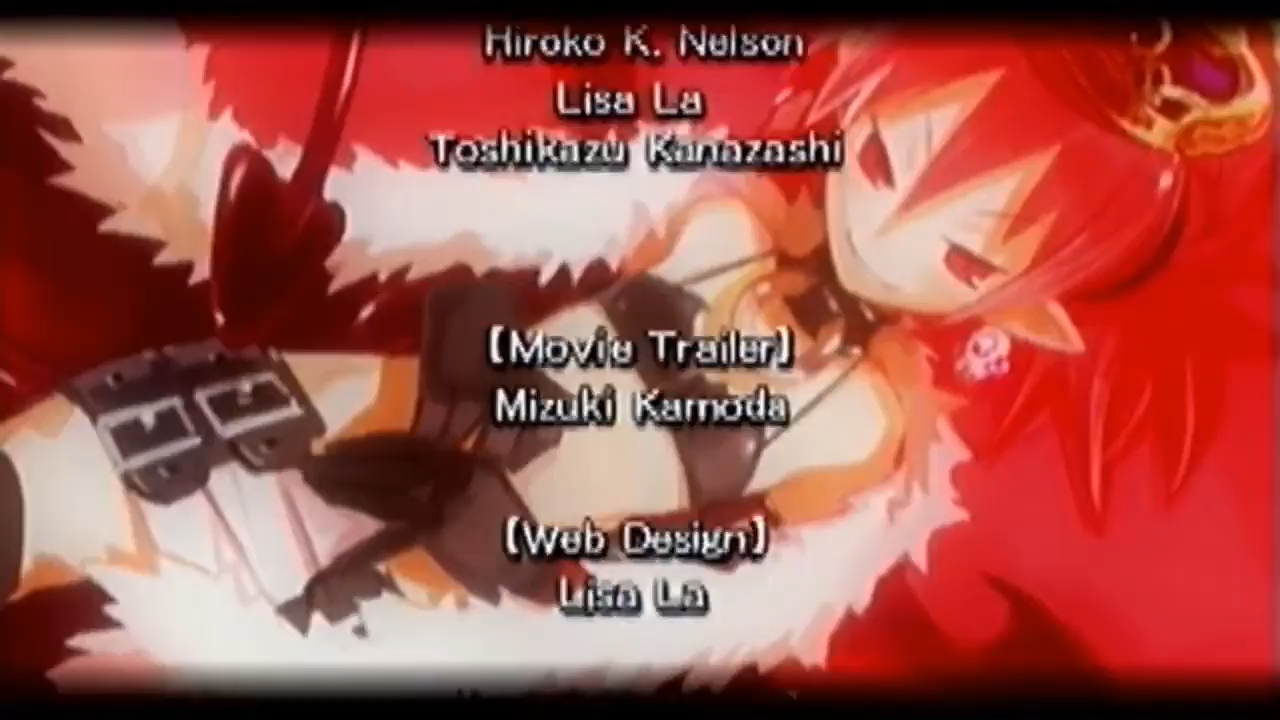 Hiroko K. Nelson
Lisa La
Toshikazu Kanazashi
【Movie Trailer】
Mizuki Kamoda
【Web Design】
Lisa La